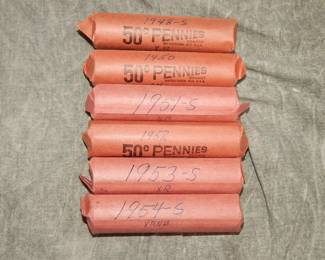 1948-S
50¢ PENNIES
1950
50¢ PENNIES
1951-S
1952
50¢ PENNIES
1953-S
1954-S